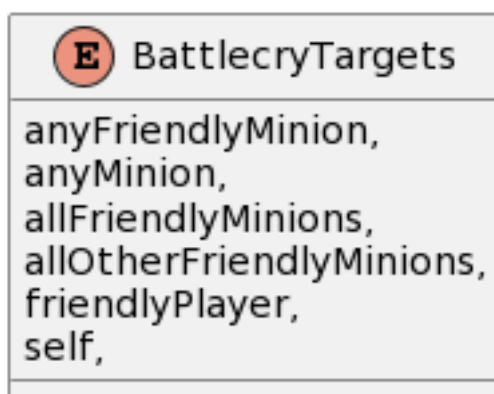 E BattlecryTargets
anyFriendlyMinion,
anyMinion,
allFriendlyMinions,
allOtherFriendlyMinions,
friendlyPlayer,
self,